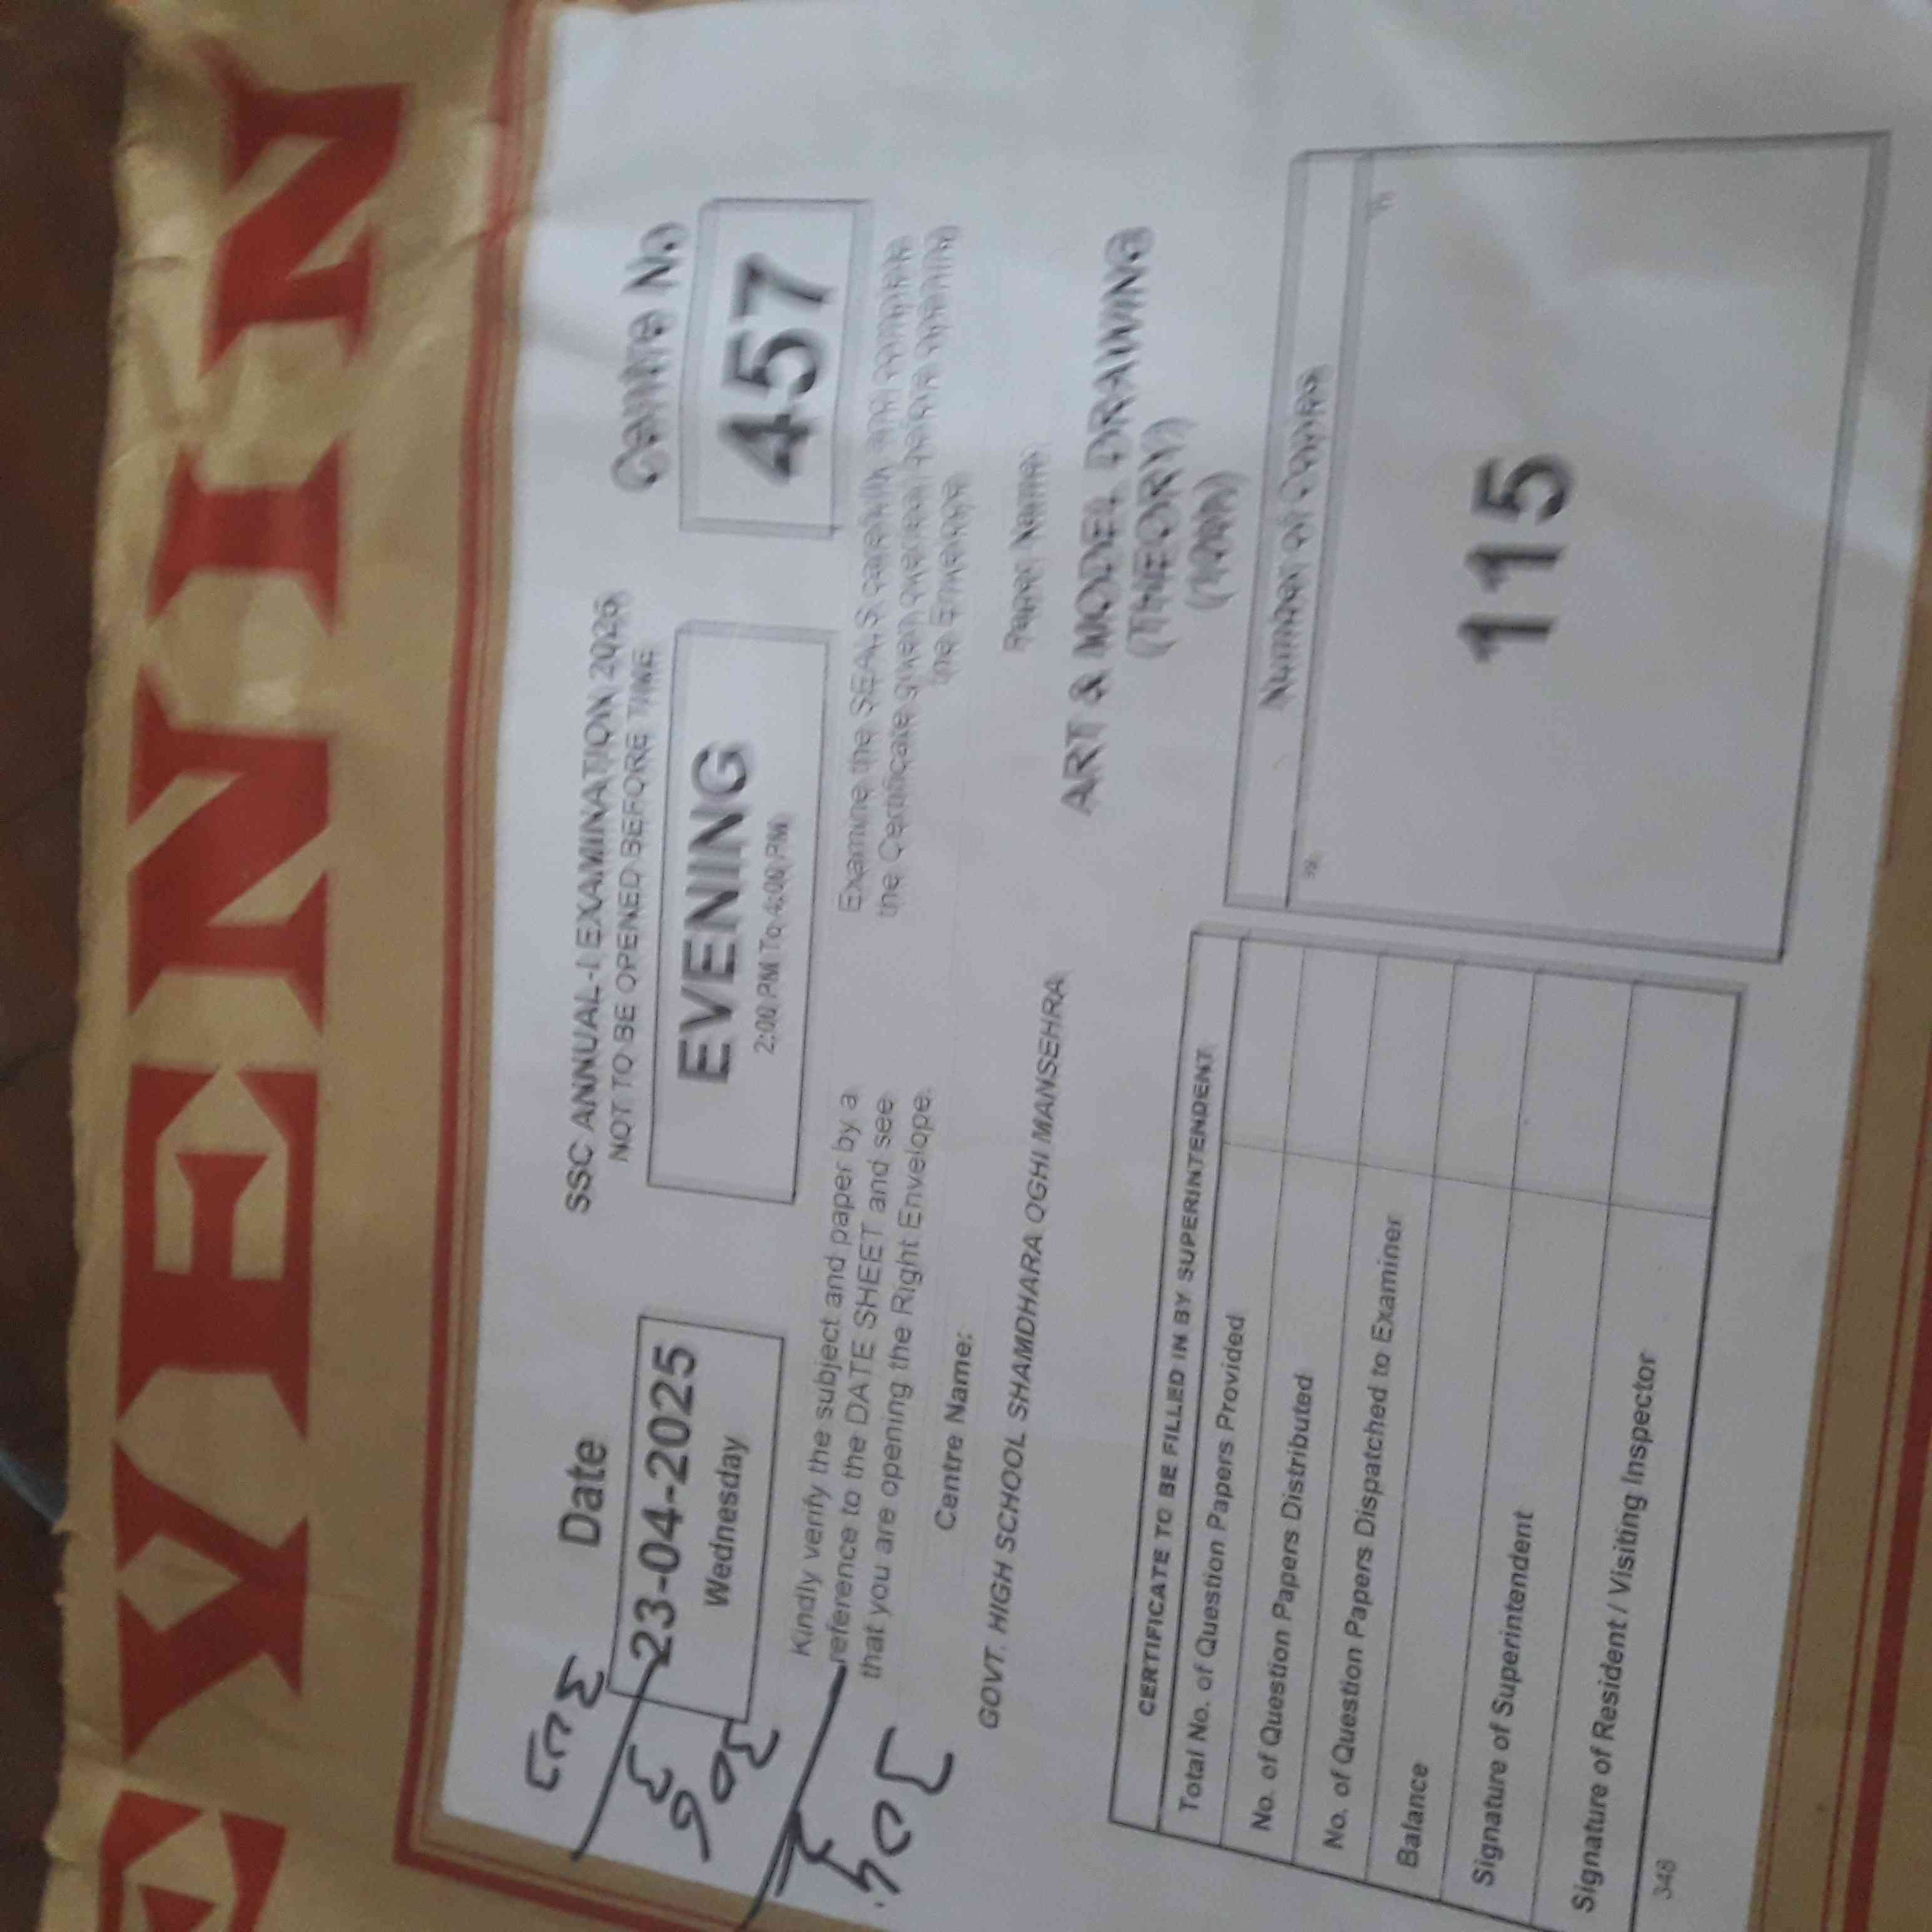 EVENIN
SSC ANNUAL-I EXAMINATION 2025
NOT TO BE OPENED BEFORE TIME
Date
23-04-2025
Wednesday
EVENING
2:00 PM To 4:00 PM
Centre No
457
Kindly verify the subject and paper by a
reference to the DATE SHEET and see
that you are opening the Right Envelope.
Examine the SEALS carefully and complete
the Certificate given overleaf before opening
the Envelope
Centre Name:
GOVT. HIGH SCHOOL SHAMDHARA OGHI MANSEHRA
Paper Name:
ART & MODEL DRAWING
(THEORY)
CERTIFICATE TO BE FILLED IN BY SUPERINTENDENT
Total No. of Question Papers Provided
No. of Question Papers Distributed
No. of Question Papers Dispatched to Examiner
Balance
Signature of Superintendent
Signature of Resident / Visiting Inspector
348
Number of Copies
115